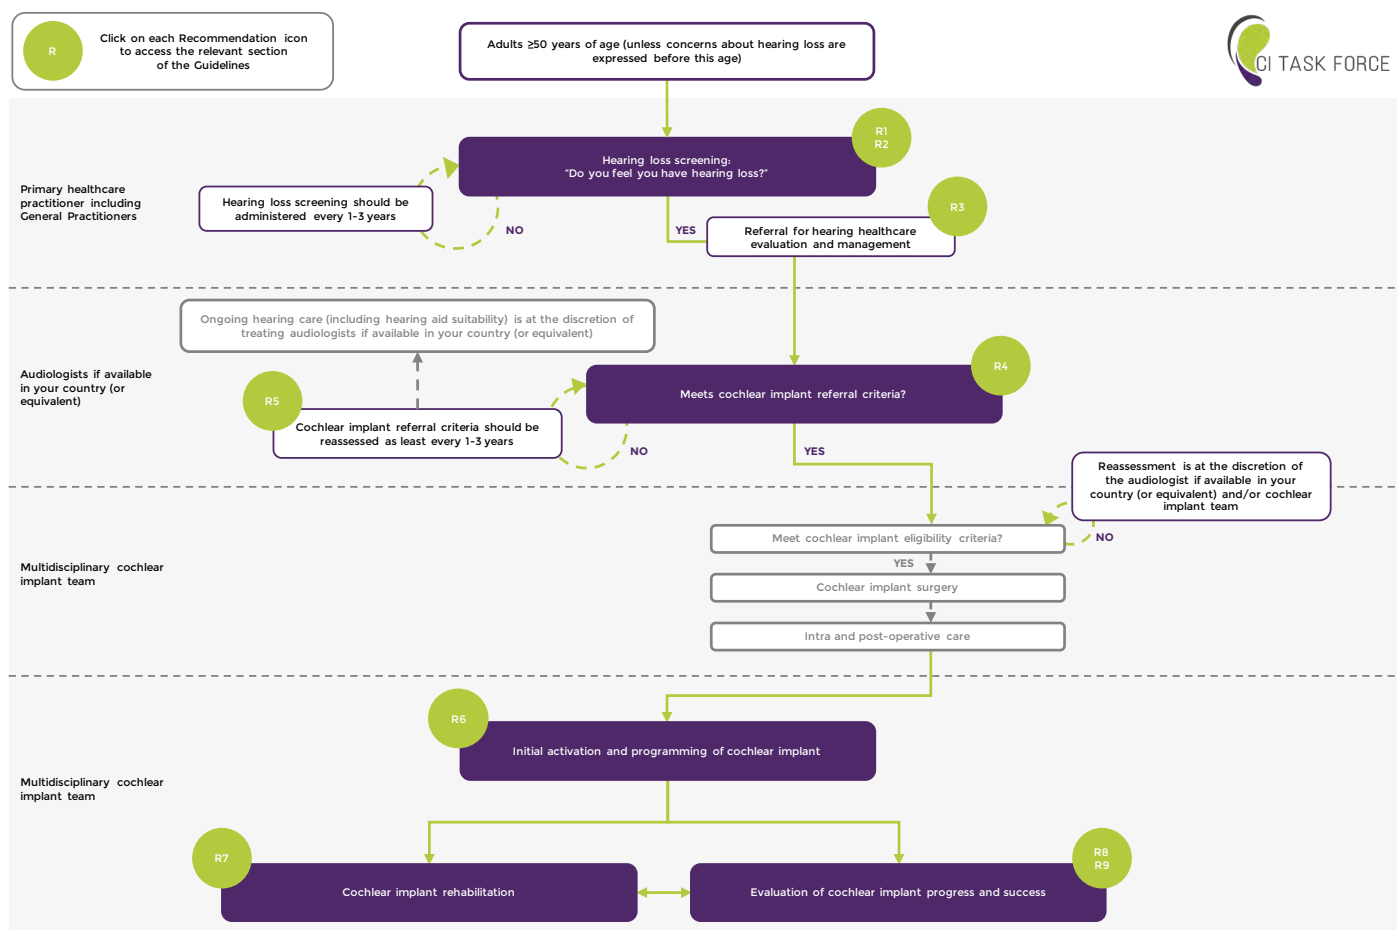 R
Click on each Recommendation icon
to access the relevant section
of the Guidelines
Adults ≥50 years of age (unless concerns about hearing loss are
expressed before this age)
CI TASK FORCE
Primary healthcare
practitioner including
General Practitioners
Hearing loss screening:
"Do you feel you have hearing loss?"
R1
R2
Hearing loss screening should be
administered every 1-3 years
NO
YES
Referral for hearing healthcare
evaluation and management
R3
Ongoing hearing care (including hearing aid suitability) is at the discretion of
treating audiologists if available in your country (or equivalent)
Audiologists if available
in your country (or
equivalent)
Meets cochlear implant referral criteria?
R4
R5
Cochlear implant referral criteria should be
reassessed as least every 1-3 years
NO
YES
Reassessment is at the discretion of
the audiologist if available in your
country (or equivalent) and/or cochlear
implant team
NO
Multidisciplinary cochlear
implant team
Meet cochlear implant eligibility criteria?
YES
Cochlear implant surgery
Intra and post-operative care
Multidisciplinary cochlear
implant team
R6
Initial activation and programming of cochlear implant
R7
Cochlear implant rehabilitation
R8
R9
Evaluation of cochlear implant progress and success